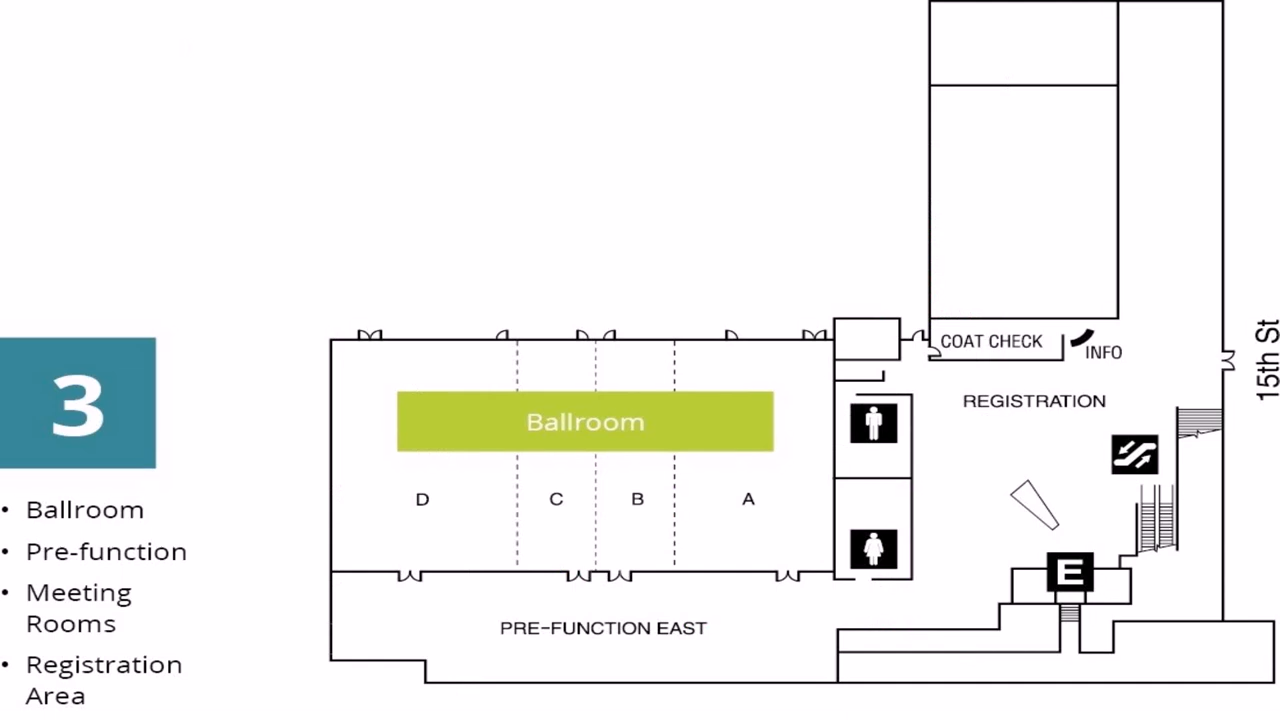 3
• Ballroom
• Pre-function
• Meeting
Rooms
• Registration
Area
Ballroom
D C B A
PRE-FUNCTION EAST
COAT CHECK
INFO
REGISTRATION
E
15th St